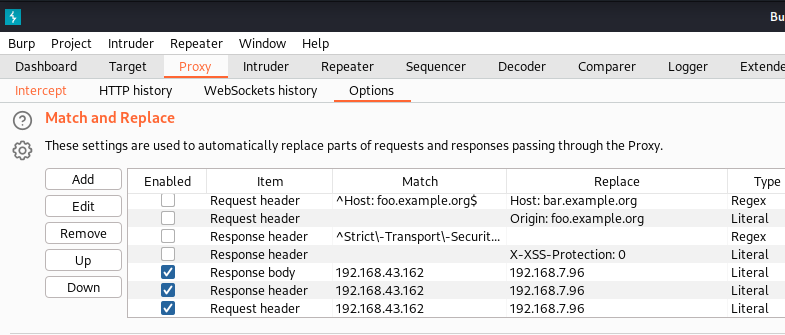 Bu
Burp Project Intruder Repeater Window Help
Dashboard Target Proxy Intruder Repeater Sequencer Decoder Comparer Logger Extende
Intercept HTTP history WebSockets history Options
? Match and Replace
These settings are used to automatically replace parts of requests and responses passing through the Proxy.
Add Enabled Item Match Replace Type
Edit Request header ^Host: foo.example.org$ Host: bar.example.org Regex
Request header Origin: foo.example.org Literal
Remove Response header ^Strict\-Transport\-Securit... Regex
Up Response header X-XSS-Protection: 0 Literal
Response body 192.168.43.162 192.168.7.96 Literal
Down Response header 192.168.43.162 192.168.7.96 Literal
Request header 192.168.43.162 192.168.7.96 Literal